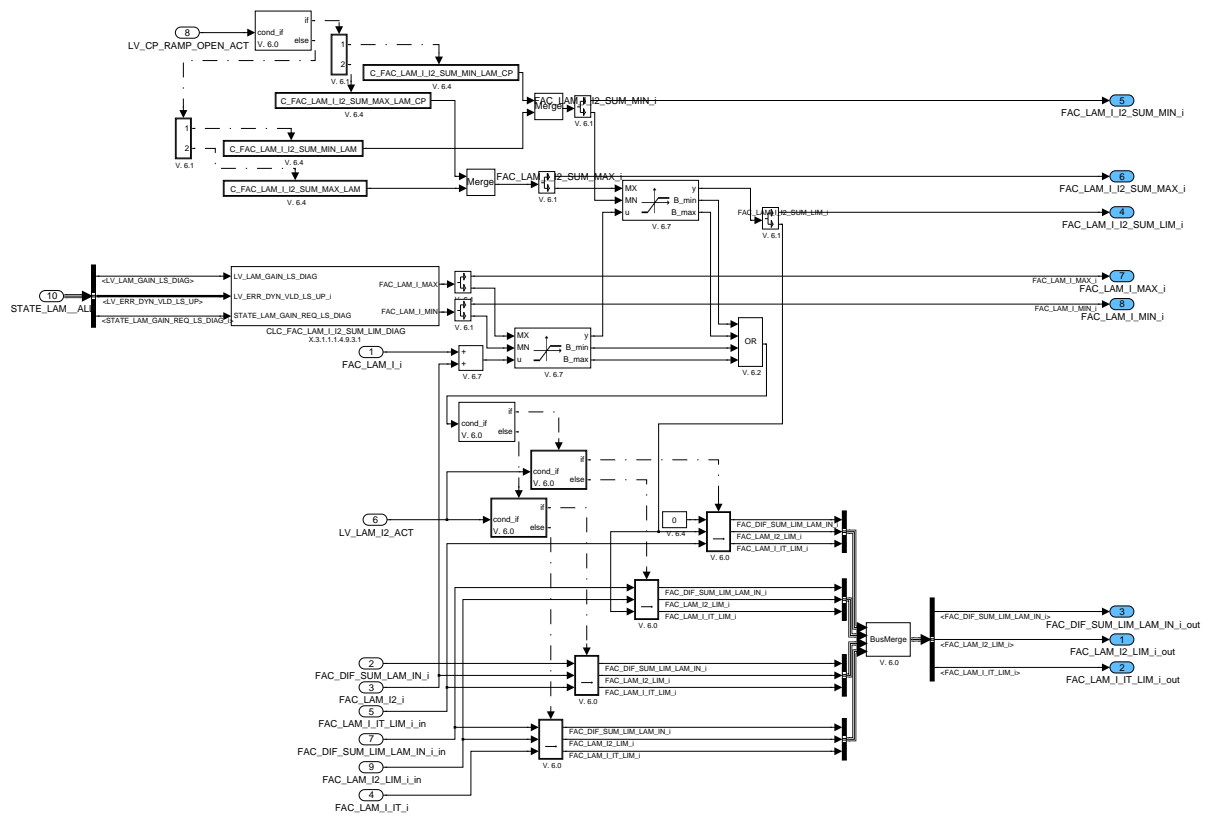 8
LV_CP_RAMP_OPEN_ACT
cond_if
if
else
V. 6.0
1
2
V. 6.1
C_FAC_LAM_I_I2_SUM_MIN_LAM_CP
V. 6.4
C_FAC_LAM_I_I2_SUM_MAX_LAM_CP
V. 6.4
1
2
V. 6.1
C_FAC_LAM_I_I2_SUM_MIN_LAM
V. 6.4
C_FAC_LAM_I_I2_SUM_MAX_LAM
V. 6.4
Merge
FAC_LAM_I_I2_SUM_MIN_i
V. 6.1
5
FAC_LAM_I_I2_SUM_MIN_i
Merge
FAC_LAM_I_I2_SUM_MAX_i
V. 6.1
6
FAC_LAM_I_I2_SUM_MAX_i
MX
MN
u
y
B_min
B_max
V. 6.7
FAC_LAM_I_I2_SUM_LIM_i
V. 6.1
4
FAC_LAM_I_I2_SUM_LIM_i
10
STATE_LAM__ALL
<LV_LAM_GAIN_LS_DIAG>
<LV_ERR_DYN_VLD_LS_UP>
<STATE_LAM_GAIN_REQ_LS_DIAG_i>
LV_LAM_GAIN_LS_DIAG
LV_ERR_DYN_VLD_LS_UP_i
STATE_LAM_GAIN_REQ_LS_DIAG
FAC_LAM_I_MAX
FAC_LAM_I_MIN
CLC_FAC_LAM_I_I2_SUM_LIM_DIAG
X.3.1.1.1.4.9.3.1
V. 6.1
FAC_LAM_I_MAX_i
7
FAC_LAM_I_MAX_i
FAC_LAM_I_MIN_i
8
FAC_LAM_I_MIN_i
1
FAC_LAM_I_i
+
+
V. 6.7
MX
MN
u
y
B_min
B_max
V. 6.7
OR
V. 6.2
cond_if
if
else
V. 6.0
cond_if
if
else
V. 6.0
6
LV_LAM_I2_ACT
cond_if
if
else
V. 6.0
0
V. 6.4
V. 6.0
FAC_DIF_SUM_LIM_LAM_IN_i
FAC_LAM_I2_LIM_i
FAC_LAM_I_IT_LIM_i
V. 6.0
FAC_DIF_SUM_LIM_LAM_IN_i
FAC_LAM_I2_LIM_i
FAC_LAM_I_IT_LIM_i
BusMerge
V. 6.0
<FAC_DIF_SUM_LIM_LAM_IN_i>
3
FAC_DIF_SUM_LIM_LAM_IN_i_out
<FAC_LAM_I2_LIM_i>
1
FAC_LAM_I2_LIM_i_out
<FAC_LAM_I_IT_LIM_i>
2
FAC_LAM_I_IT_LIM_i_out
2
FAC_DIF_SUM_LAM_IN_i
3
FAC_LAM_I2_i
5
FAC_LAM_I_IT_LIM_i_in
V. 6.0
FAC_DIF_SUM_LIM_LAM_IN_i
FAC_LAM_I2_LIM_i
FAC_LAM_I_IT_LIM_i
7
FAC_DIF_SUM_LIM_LAM_IN_i_in
9
FAC_LAM_I2_LIM_i_in
4
FAC_LAM_I_IT_i
V. 6.0
FAC_DIF_SUM_LIM_LAM_IN_i
FAC_LAM_I2_LIM_i
FAC_LAM_I_IT_LIM_i